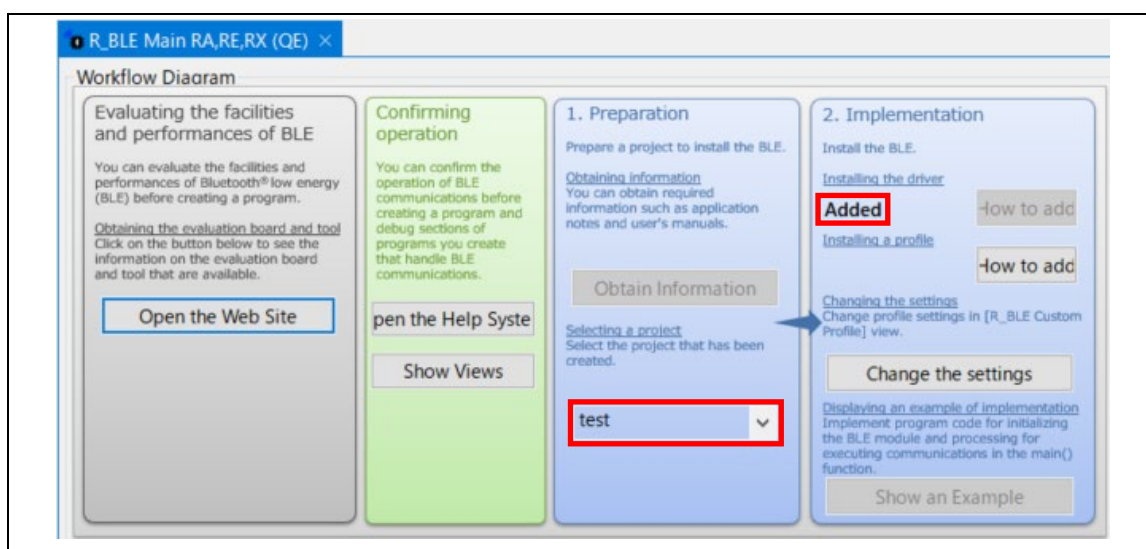 R_BLE Main RA,RE,RX (QE) ×
Workflow Diagram
Evaluating the facilities
and performances of BLE
You can evaluate the facilities and
performances of Bluetooth® low energy
(BLE) before creating a program.
Obtaining the evaluation board and tool
Click on the button below to see the
information on the evaluation board
and tool that are available.
Open the Web Site
Confirming
operation
You can confirm the
operation of BLE
communications before
creating a program and
debug sections of
programs you create
that handle BLE
communications.
pen the Help Syste
Show Views
1. Preparation
Prepare a project to install the BLE.
Obtaining information
You can obtain required
information such as application
notes and user's manuals.
Obtain Information
Selecting a project
Select the project that has been
created.
test
2. Implementation
Install the BLE.
Installing the driver
Added
How to add
Installing a profile
How to add
Changing the settings
Change profile settings in [R_BLE Custom
Profile] view.
Change the settings
Displaying an example of implementation
Implement program code for initializing
the BLE module and processing for
executing communications in the main()
function.
Show an Example